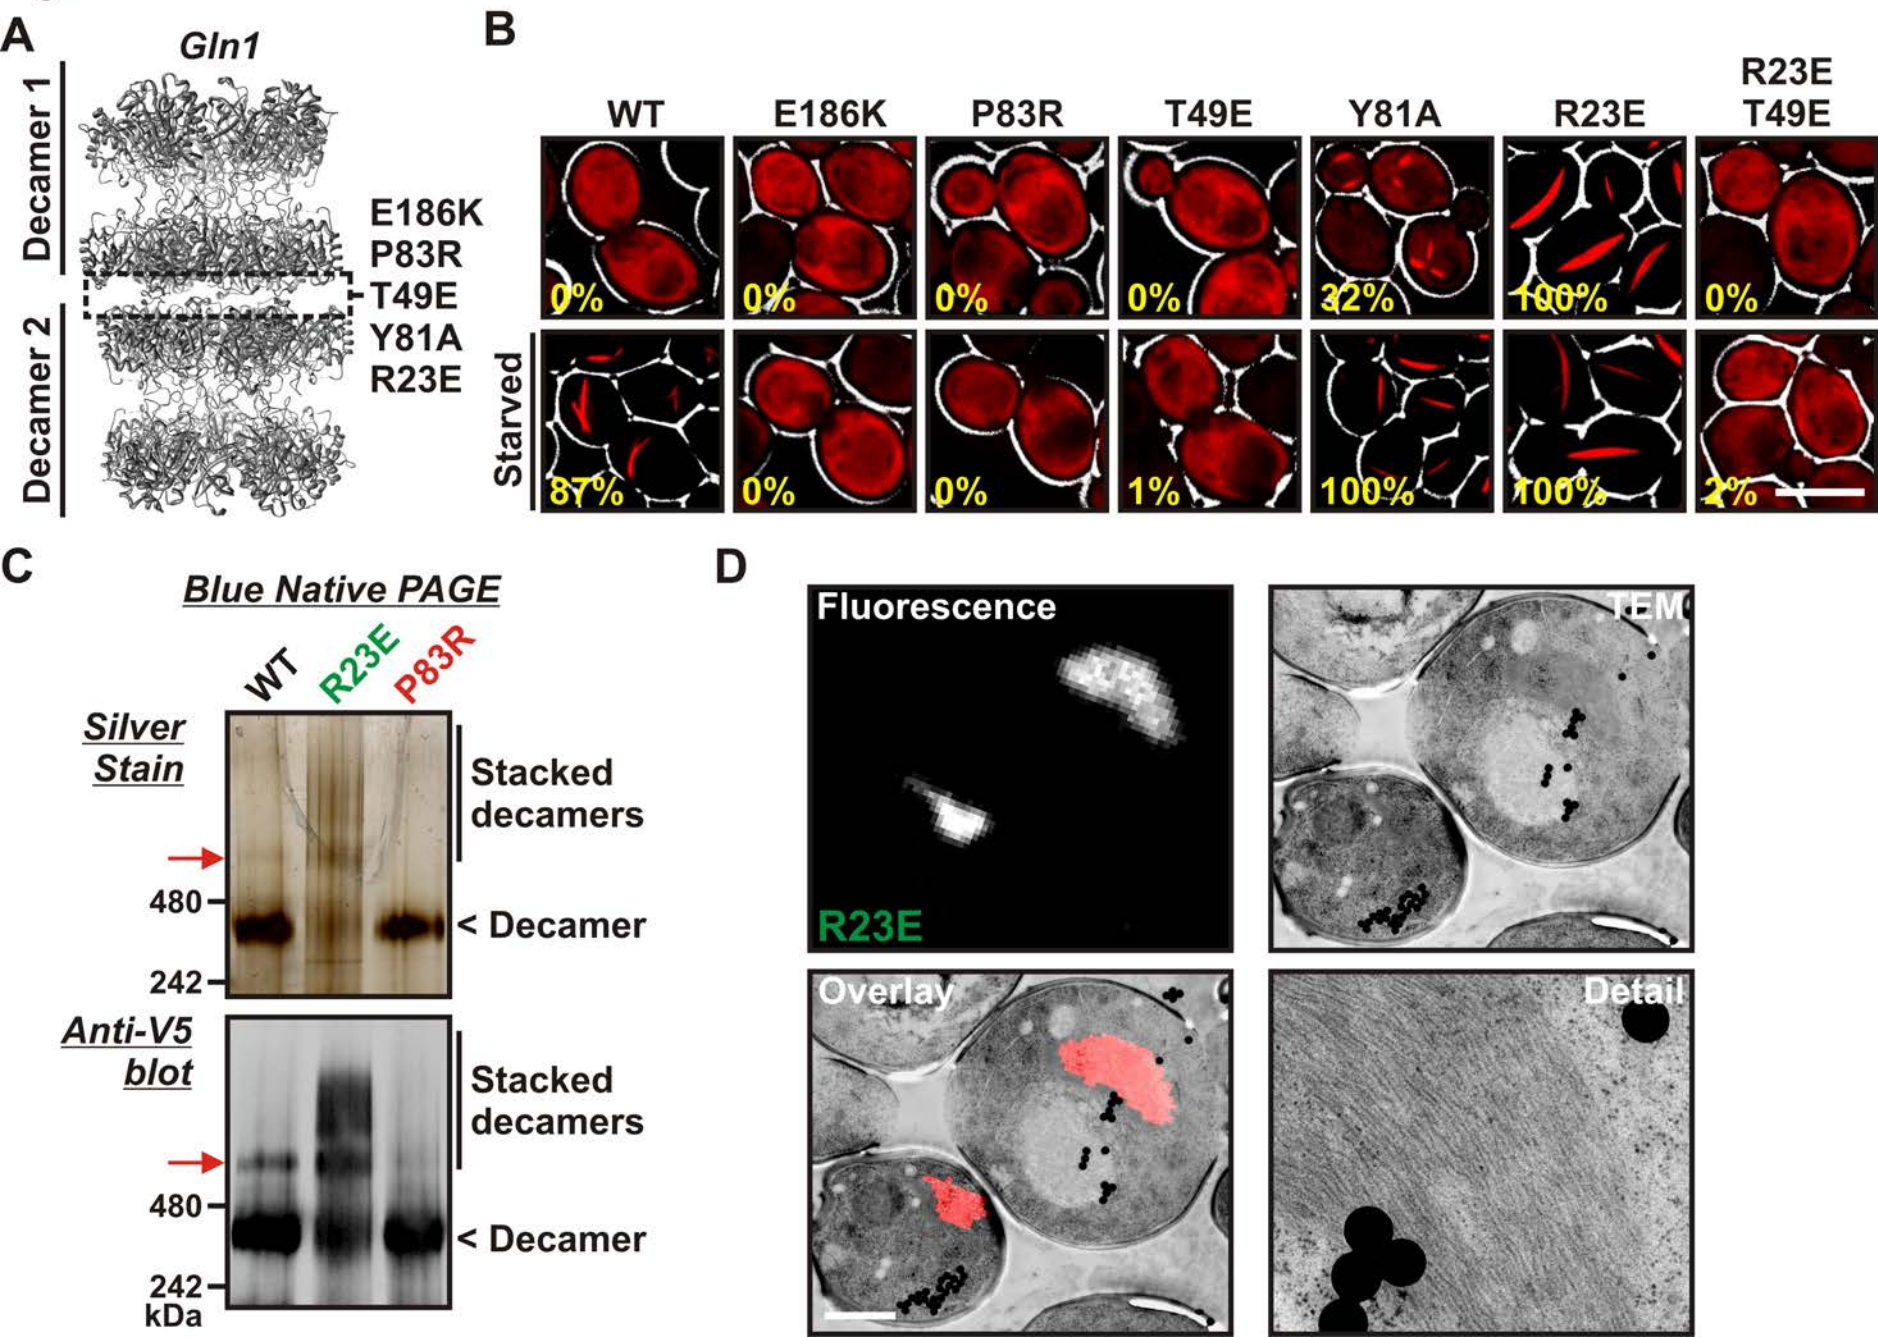 A
Gln1
Decamer 1
Decamer 2
E186K
P83R
T49E
Y81A
R23E
B
WT
E186K
P83R
T49E
Y81A
R23E
R23E
T49E
0%
0%
0%
0%
32%
100%
0%
Starved
87%
0%
0%
1%
100%
100%
2%
C
Blue Native PAGE
WT
R23E
P83R
Silver
Stain
Stacked
decamers
480
< Decamer
242
Anti-V5
blot
Stacked
decamers
480
< Decamer
242
kDa
D
Fluorescence
R23E
TEM
Overlay
Detail